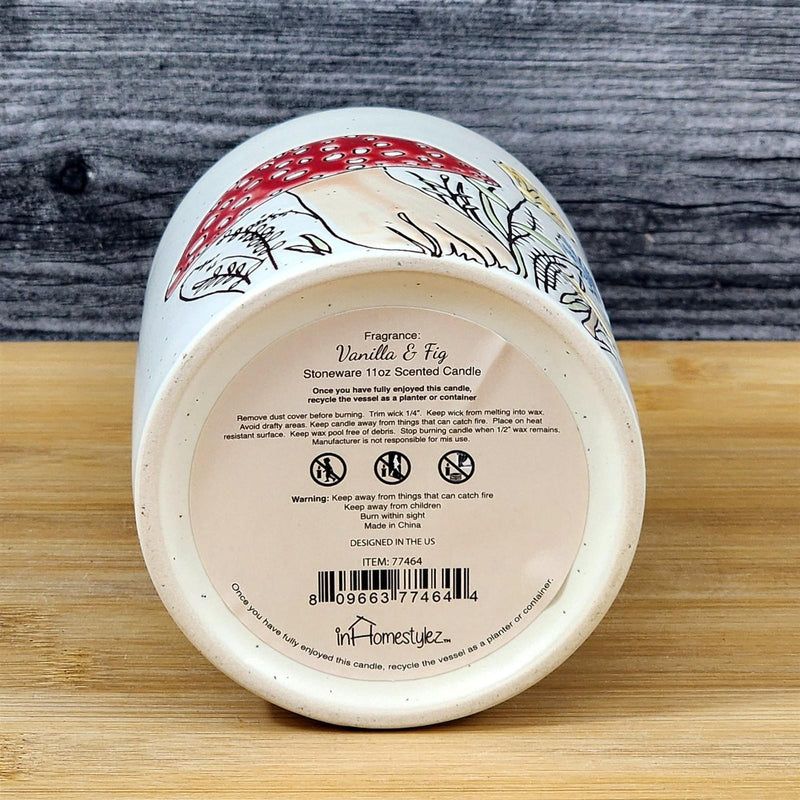 Fragrance:
Vanilla & Fig
Stoneware 11oz Scented Candle
Once you have fully enjoyed this candle,
recycle the vessel as a planter or container
Remove dust cover before burning. Trim wick 1/4". Keep wick from melting into wax.
Avoid drafty areas. Keep candle away from things that can catch fire. Place on heat
resistant surface. Keep wax pool free of debris. Stop burning candle when 1/2" wax remains.
Manufacturer is not responsible for mis use.
Warning: Keep away from things that can catch fire
Keep away from children
Burn within sight
Made in China
DESIGNED IN THE US
ITEM: 77464
8 09663 77464 4
inHomestylez™
Once you have fully enjoyed this candle, recycle the vessel as a planter or container.